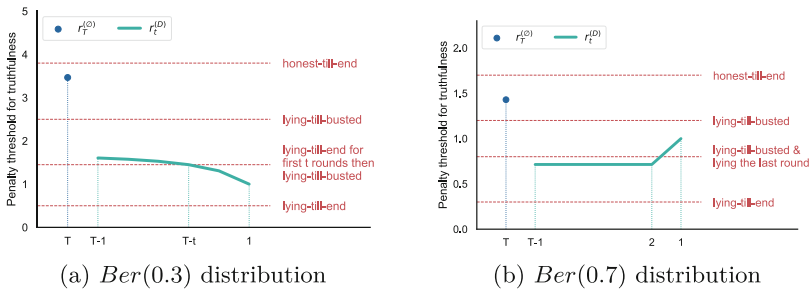 5
4
3
2
1
0
Penalty threshold for truthfulness
r_T^(∅)
r_t^(D)
honest-till-end
lying-till-busted
lying-till-end for
first t rounds then
lying-till-busted
lying-till-end
T
T-1
T-t
1
(a) Ber(0.3) distribution
2.0
1.5
1.0
0.5
0.0
Penalty threshold for truthfulness
r_T^(∅)
r_t^(D)
honest-till-end
lying-till-busted
lying-till-busted &
lying the last round
lying-till-end
T
T-1
2
1
(b) Ber(0.7) distribution